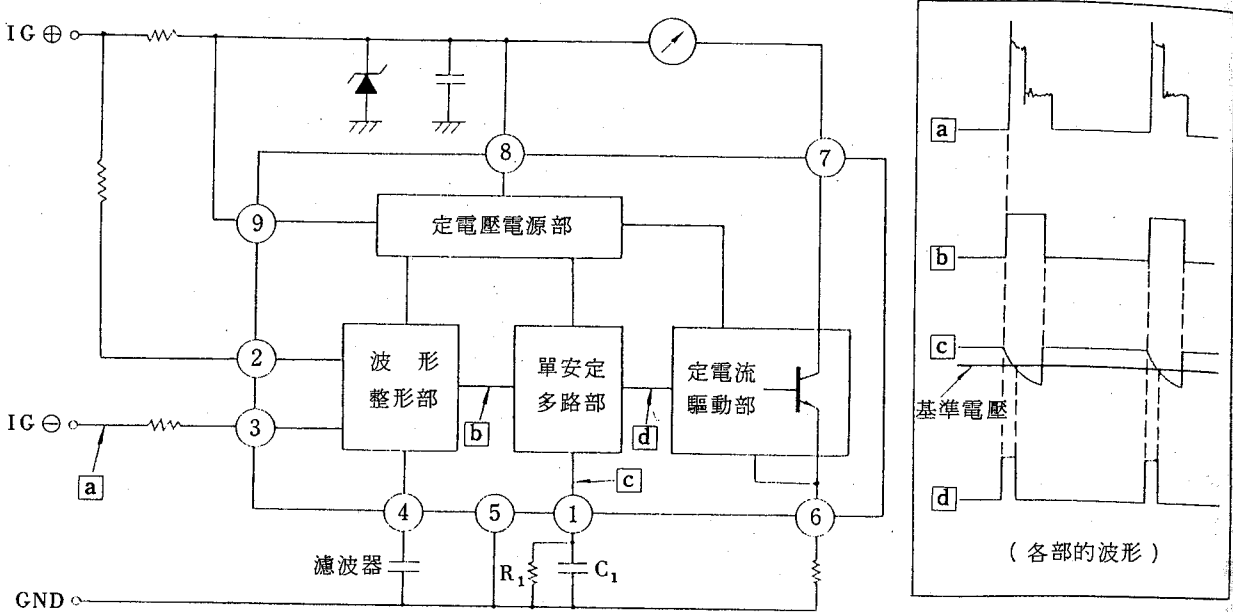 IG ⊕
8
7
9
定電壓電源部
2
波形
整形部
單安定
多路部
定電流
驅動部
IG ⊖
3
b
d
a
c
4
5
1
6
濾波器
R₁
C₁
GND
a
b
c
基準電壓
d
(各部的波形)